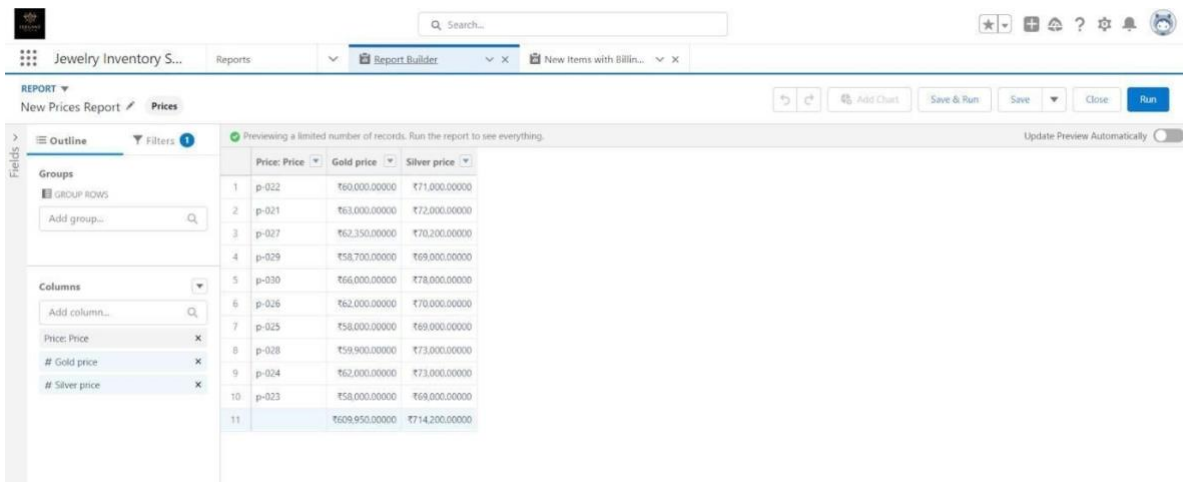 Search...
Jewelry Inventory S...
Reports
Report Builder
New Items with Billin...
REPORT
New Prices Report
Prices
Add Chart
Save & Run
Save
Close
Run
Fields
Outline
Filters 1
Previewing a limited number of records. Run the report to see everything.
Update Preview Automatically
Groups
GROUP ROWS
Add group...
Columns
Add column...
Price: Price
# Gold price
# Silver price
Price: Price Gold price Silver price
1 p-022 ₹60,000.00000 ₹71,000.00000
2 p-021 ₹63,000.00000 ₹72,000.00000
3 p-027 ₹62,350.00000 ₹70,200.00000
4 p-029 ₹58,700.00000 ₹69,000.00000
5 p-030 ₹66,000.00000 ₹78,000.00000
6 p-026 ₹62,000.00000 ₹70,000.00000
7 p-025 ₹58,000.00000 ₹69,000.00000
8 p-028 ₹59,900.00000 ₹73,000.00000
9 p-024 ₹62,000.00000 ₹73,000.00000
10 p-023 ₹58,000.00000 ₹69,000.00000
11 ₹609,950.00000 ₹714,200.00000